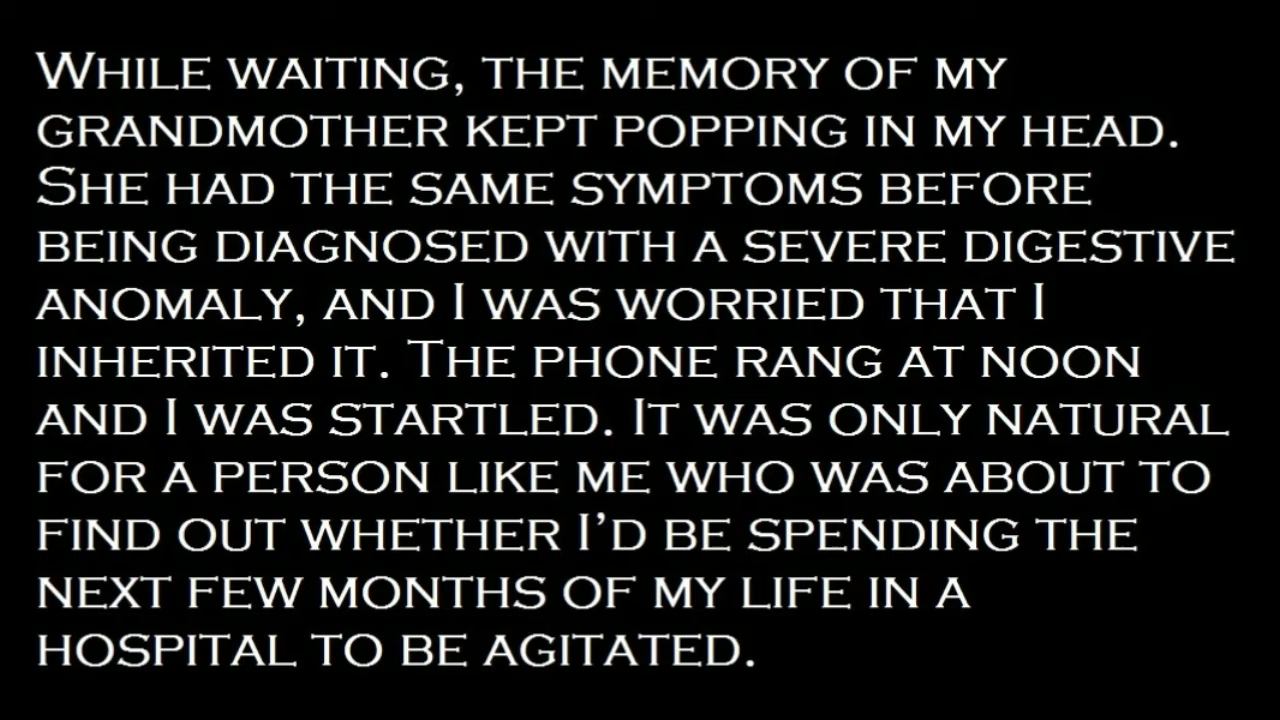 While waiting, the memory of my
grandmother kept popping in my head.
She had the same symptoms before
being diagnosed with a severe digestive
anomaly, and I was worried that I
inherited it. The phone rang at noon
and I was startled. It was only natural
for a person like me who was about to
find out whether I’d be spending the
next few months of my life in a
hospital to be agitated.